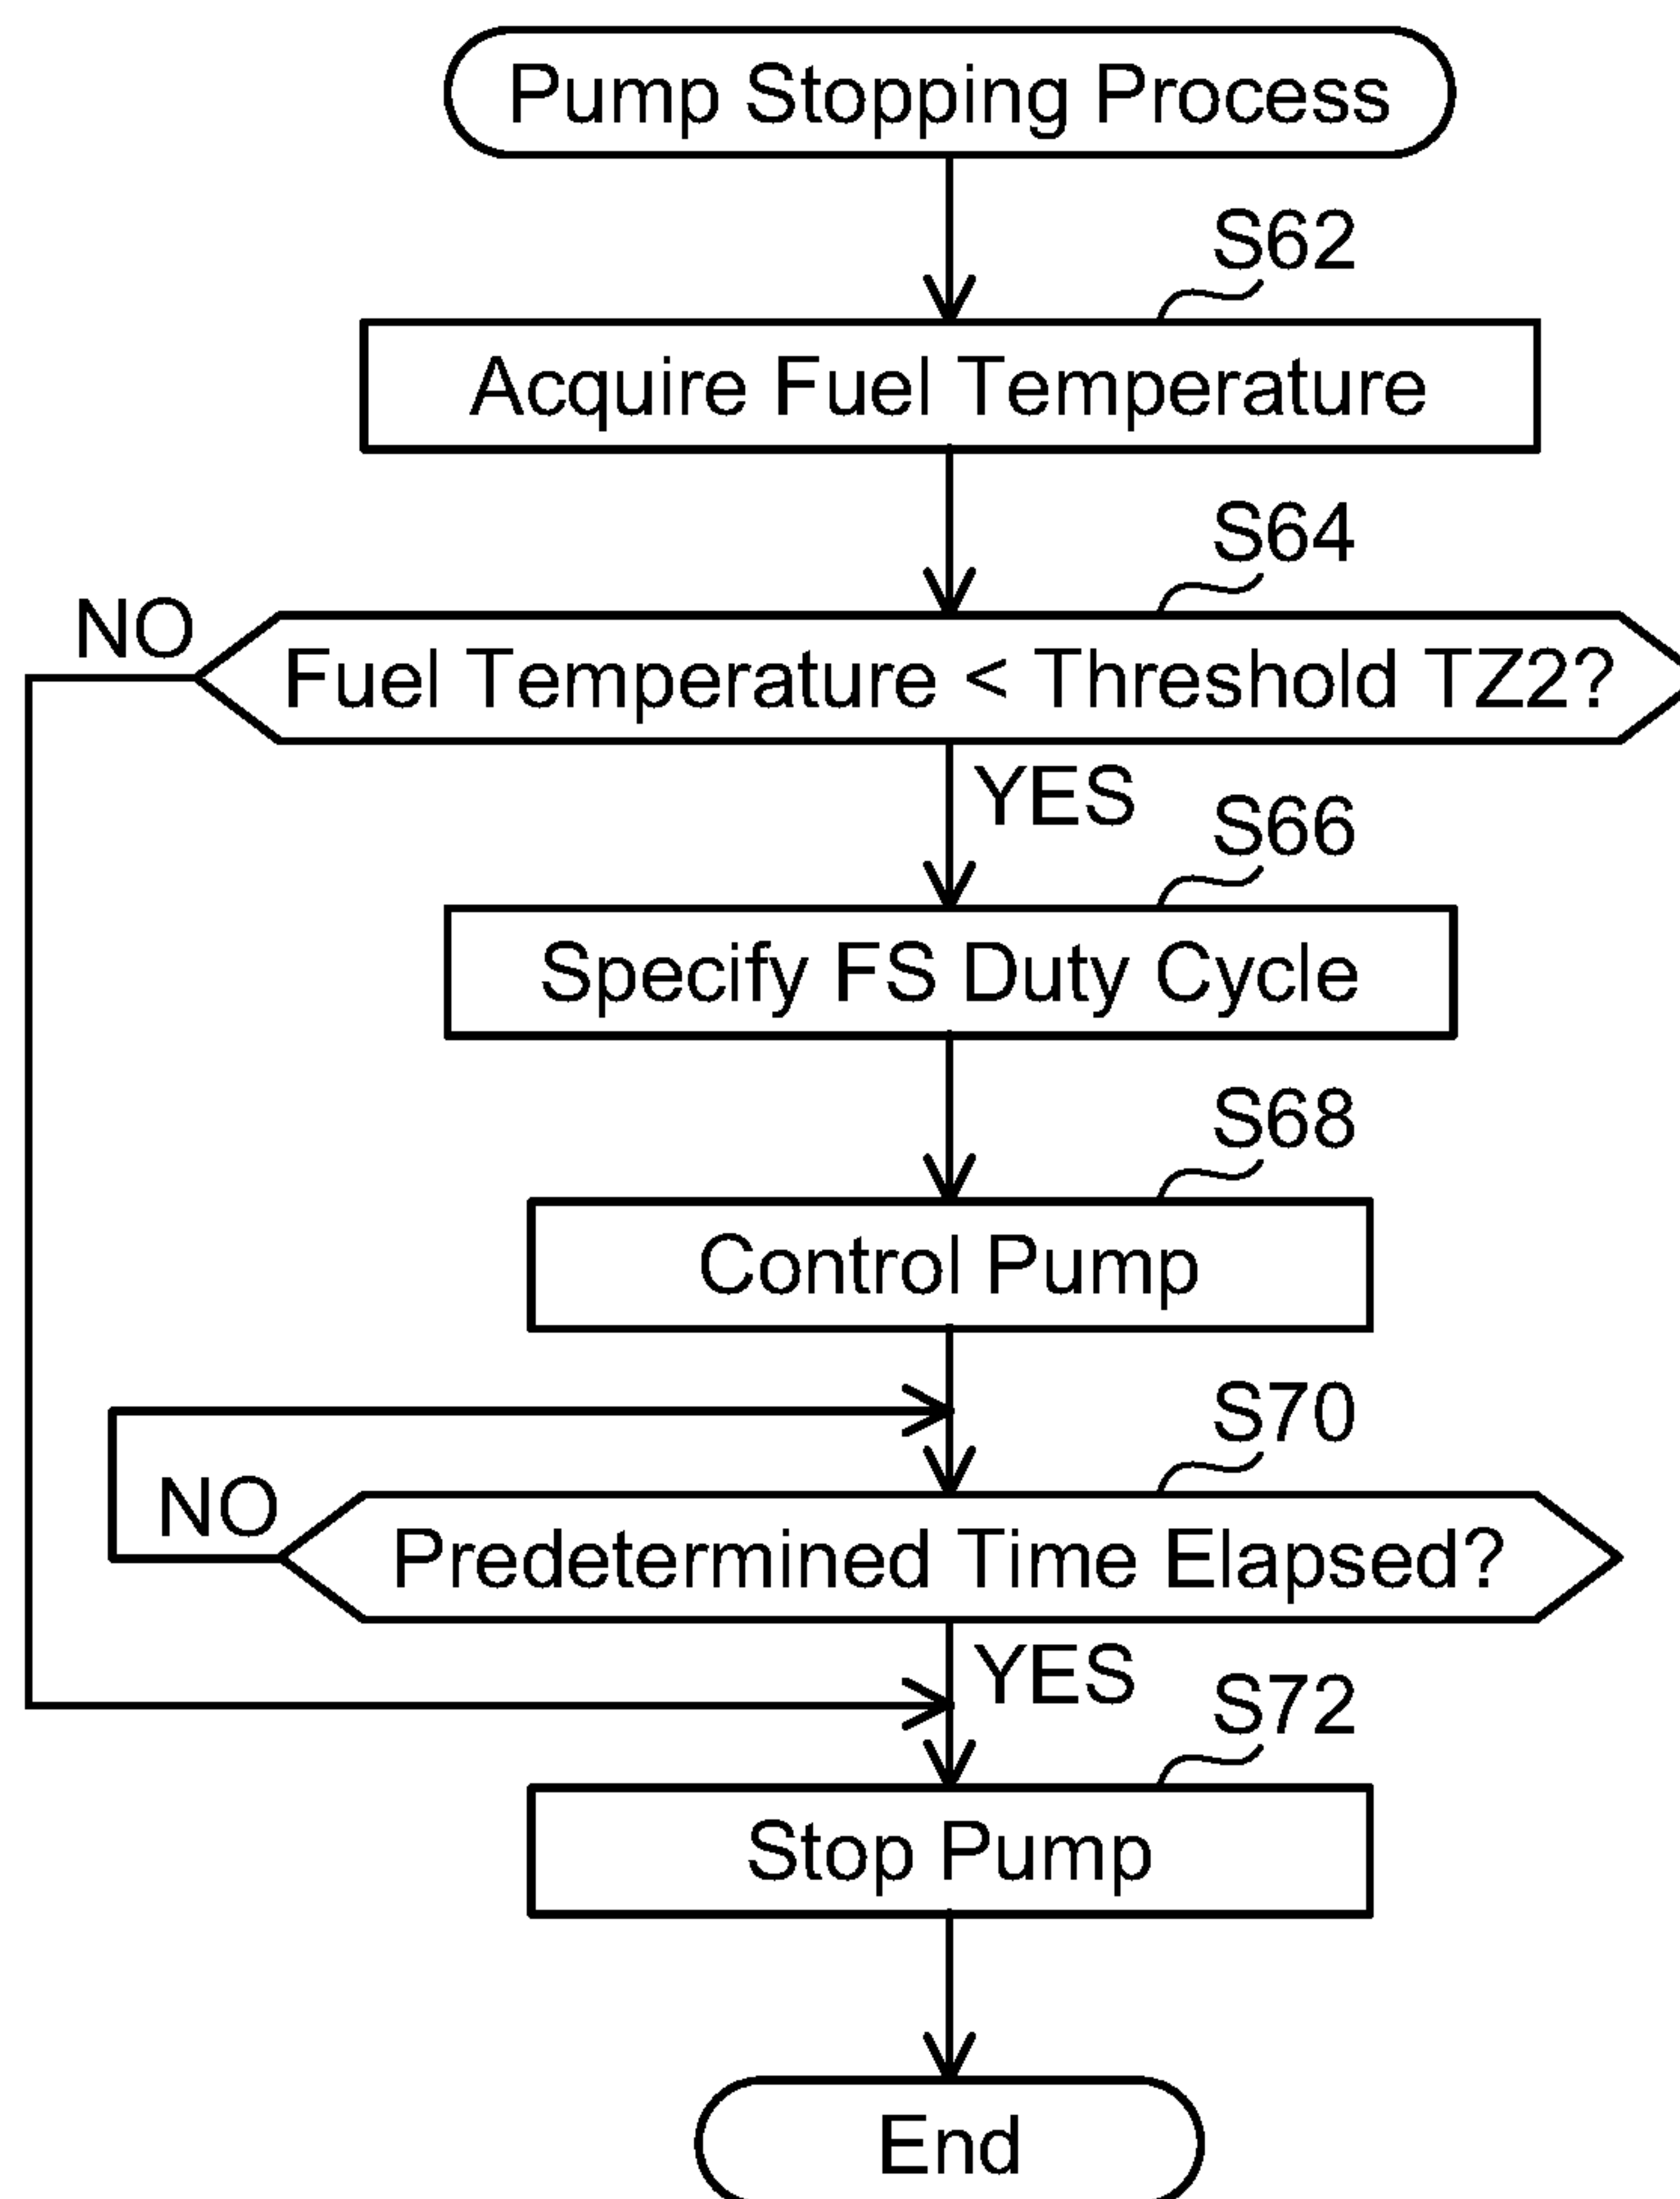 Pump Stopping Process
S62
Acquire Fuel Temperature
S64
NO
Fuel Temperature < Threshold TZ2?
YES
S66
Specify FS Duty Cycle
S68
Control Pump
S70
NO
Predetermined Time Elapsed?
YES
S72
Stop Pump
End